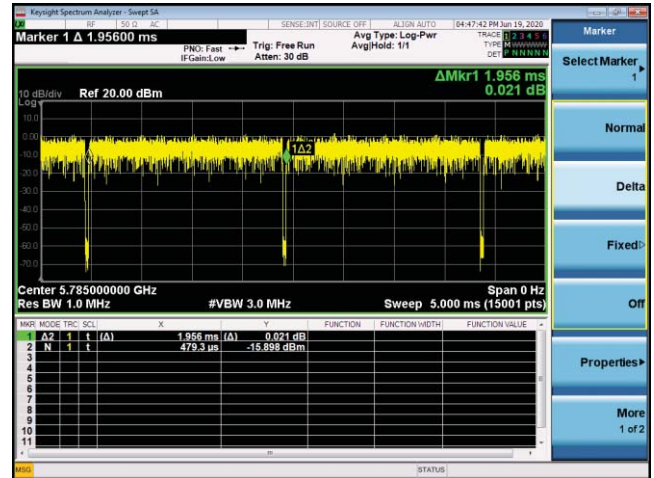 Keysight Spectrum Analyzer - Swept SA
RF 50 Ω AC SENSE:INT SOURCE OFF ALIGN AUTO 04:47:42 PM Jun 19, 2020
Marker 1 Δ 1.95600 ms
PNO: Fast
IFGain:Low
Trig: Free Run
Atten: 30 dB
Avg Type: Log-Pwr
Avg|Hold: 1/1
TRACE 1 2 3 4 5 6
TYPE M WWWWW
DET P NNNNN
ΔMkr1 1.956 ms
0.021 dB
10 dB/div Ref 20.00 dBm
Log
10.0
0.00
-10.0
-20.0
-30.0
-40.0
-50.0
-60.0
-70.0
1Δ2
Center 5.785000000 GHz Span 0 Hz
Res BW 1.0 MHz #VBW 3.0 MHz Sweep 5.000 ms (15001 pts)
MKR MODE TRC SCL X Y FUNCTION FUNCTION WIDTH FUNCTION VALUE
1 Δ2 1 t (Δ) 1.956 ms (Δ) 0.021 dB
2 N 1 t 479.3 µs -15.898 dBm
3
4
5
6
7
8
9
10
11
MSG STATUS
Marker
Select Marker
1
Normal
Delta
Fixed
Off
Properties
More
1 of 2